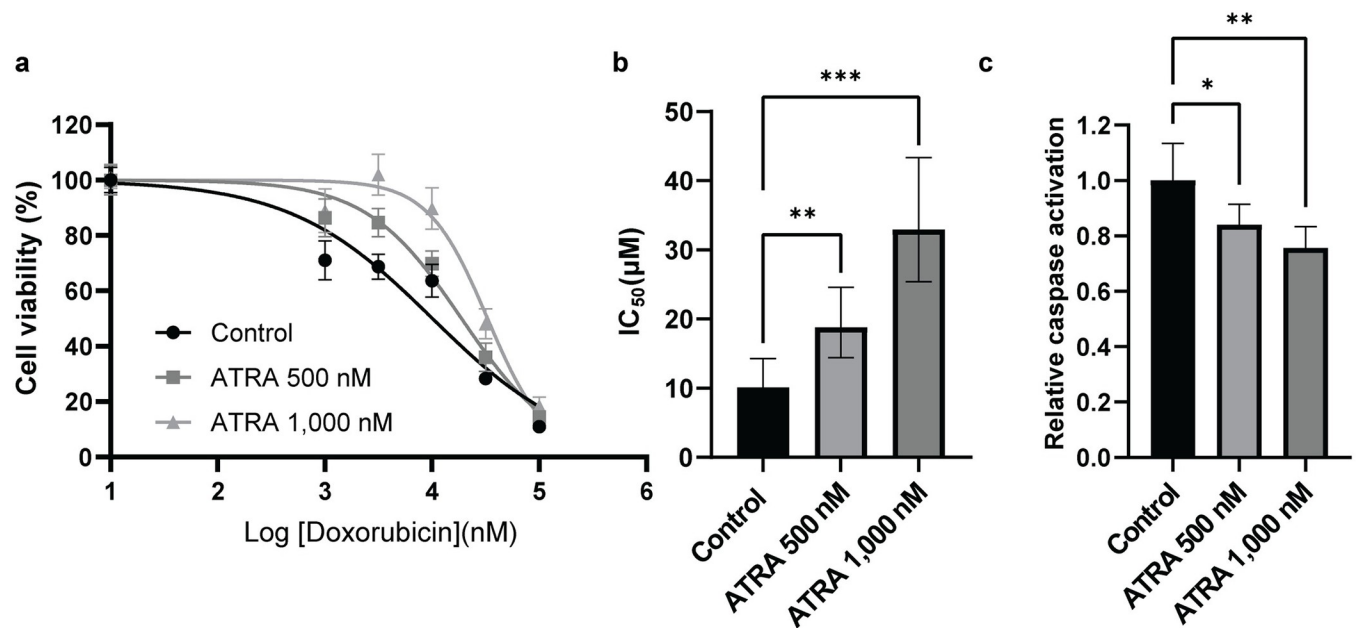 a
Cell viability (%)
120
100
80
60
40
20
0
Control
ATRA 500 nM
ATRA 1,000 nM
1
2
3
4
5
6
Log [Doxorubicin](nM)
b
IC50(µM)
50
40
30
20
10
0
**
***
Control
ATRA 500 nM
ATRA 1,000 nM
c
Relative caspase activation
1.2
1.0
0.8
0.6
0.4
0.2
0.0
**
*
Control
ATRA 500 nM
ATRA 1,000 nM